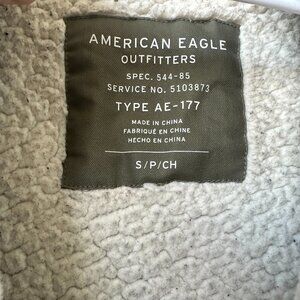 AMERICAN EAGLE
OUTFITTERS
SPEC. 544-85
SERVICE NO. 5103873
TYPE AE-177
MADE IN CHINA
FABRIQUÉ EN CHINE
HECHO EN CHINA
S/P/CH